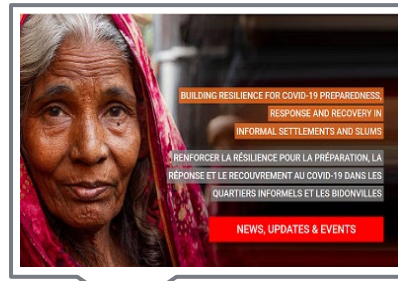 BUILDING RESILIENCE FOR COVID-19 PREPAREDNESS,
RESPONSE AND RECOVERY IN
INFORMAL SETTLEMENTS AND SLUMS
RENFORCER LA RÉSILIENCE POUR LA PRÉPARATION, LA
RÉPONSE ET LE RECOUVREMENT AU COVID-19 DANS LES
QUARTIERS INFORMELS ET LES BIDONVILLES
NEWS, UPDATES & EVENTS